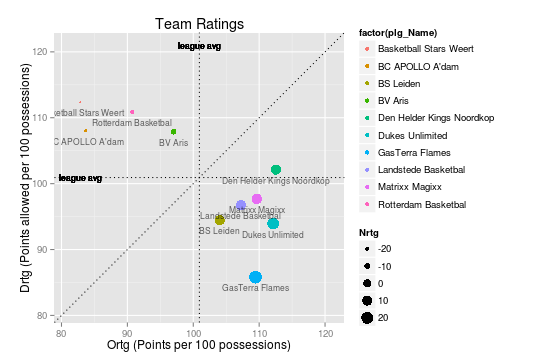 Team Ratings
league avg
120
110
100
90
80
league avg
Drtg (Points allowed per 100 possessions)
etball Stars Weert
Rotterdam Basketbal
C APOLLO A'dam
BV Aris
Den Helder Kings Noordkop
Matrixx Magixx
Landstede Basketbal
BS Leiden
Dukes Unlimited
GasTerra Flames
80 90 100 110 120
Ortg (Points per 100 possessions)
factor(plg_Name)
Basketball Stars Weert
BC APOLLO A'dam
BS Leiden
BV Aris
Den Helder Kings Noordkop
Dukes Unlimited
GasTerra Flames
Landstede Basketbal
Matrixx Magixx
Rotterdam Basketbal
Nrtg
-20
-10
0
10
20